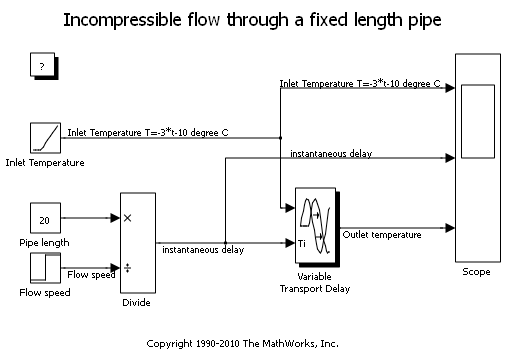 Incompressible flow through a fixed length pipe
?
Inlet Temperature T=-3*t-10 degree C
Inlet Temperature T=-3*t-10 degree C
Inlet Temperature
instantaneous delay
20
×
Pipe length
Ti
Outlet temperature
instantaneous delay
Flow speed
÷
Flow speed
Divide
Variable
Transport Delay
Scope
Copyright 1990-2010 The MathWorks, Inc.